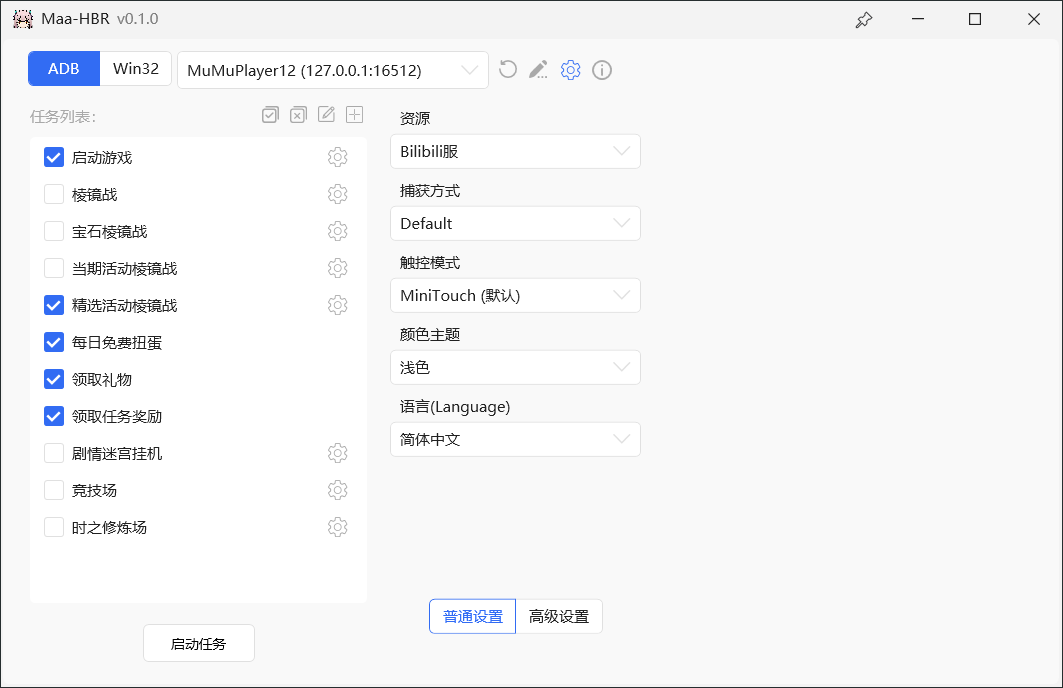 Maa-HBR v0.1.0
ADB Win32 MuMuPlayer12 (127.0.0.1:16512)
任务列表:
启动游戏
棱镜战
宝石棱镜战
当期活动棱镜战
精选活动棱镜战
每日免费扭蛋
领取礼物
领取任务奖励
剧情迷宫挂机
竞技场
时之修炼场
启动任务
资源
Bilibili服
捕获方式
Default
触控模式
MiniTouch (默认)
颜色主题
浅色
语言(Language)
简体中文
普通设置 高级设置